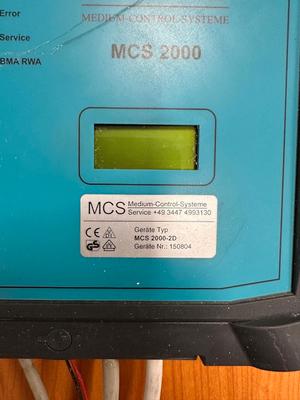 Error
MEDIUM-CONTROL-SYSTEME
Service
MCS 2000
BMA RWA
MCS Medium-Control-Systeme
Service +49 3447 4993130
Geräte Typ
MCS 2000-2D
Geräte Nr.: 150804